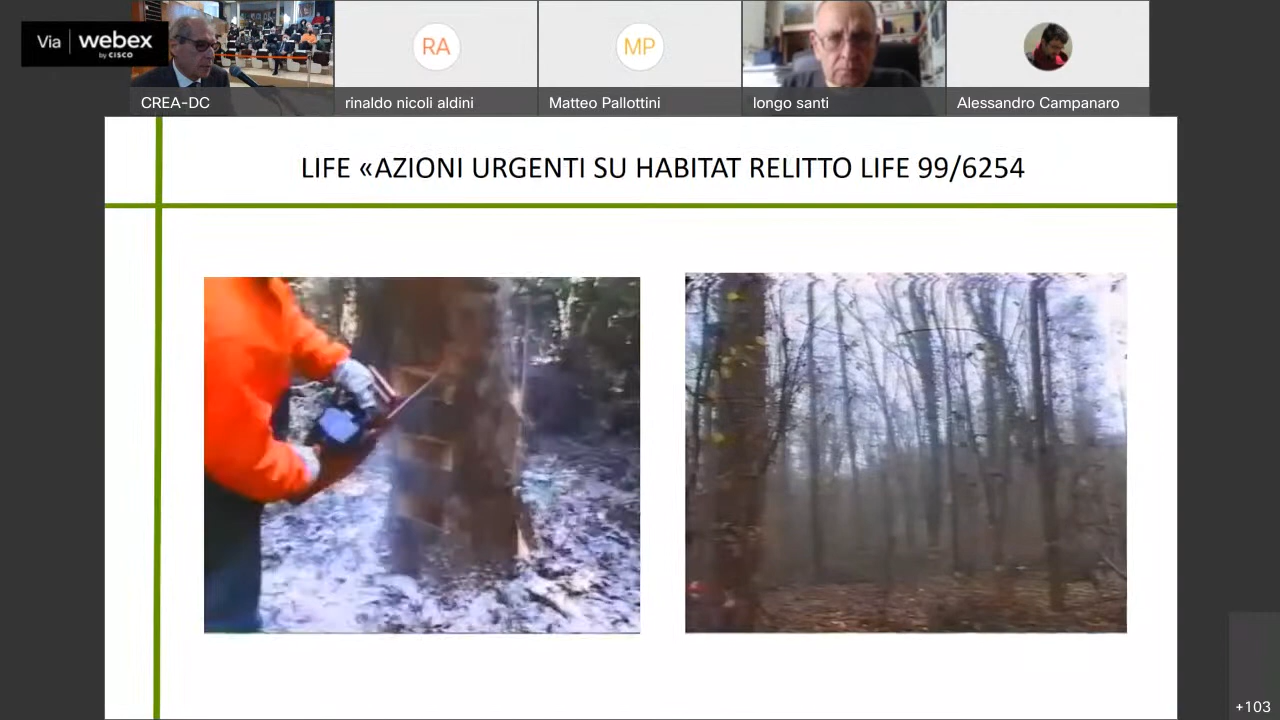 Via webex
by CISCO
RA
MP
CREA-DC
rinaldo nicoli aldini
Matteo Pallottini
longo santi
Alessandro Campanaro
LIFE «AZIONI URGENTI SU HABITAT RELITTO LIFE 99/6254
+103